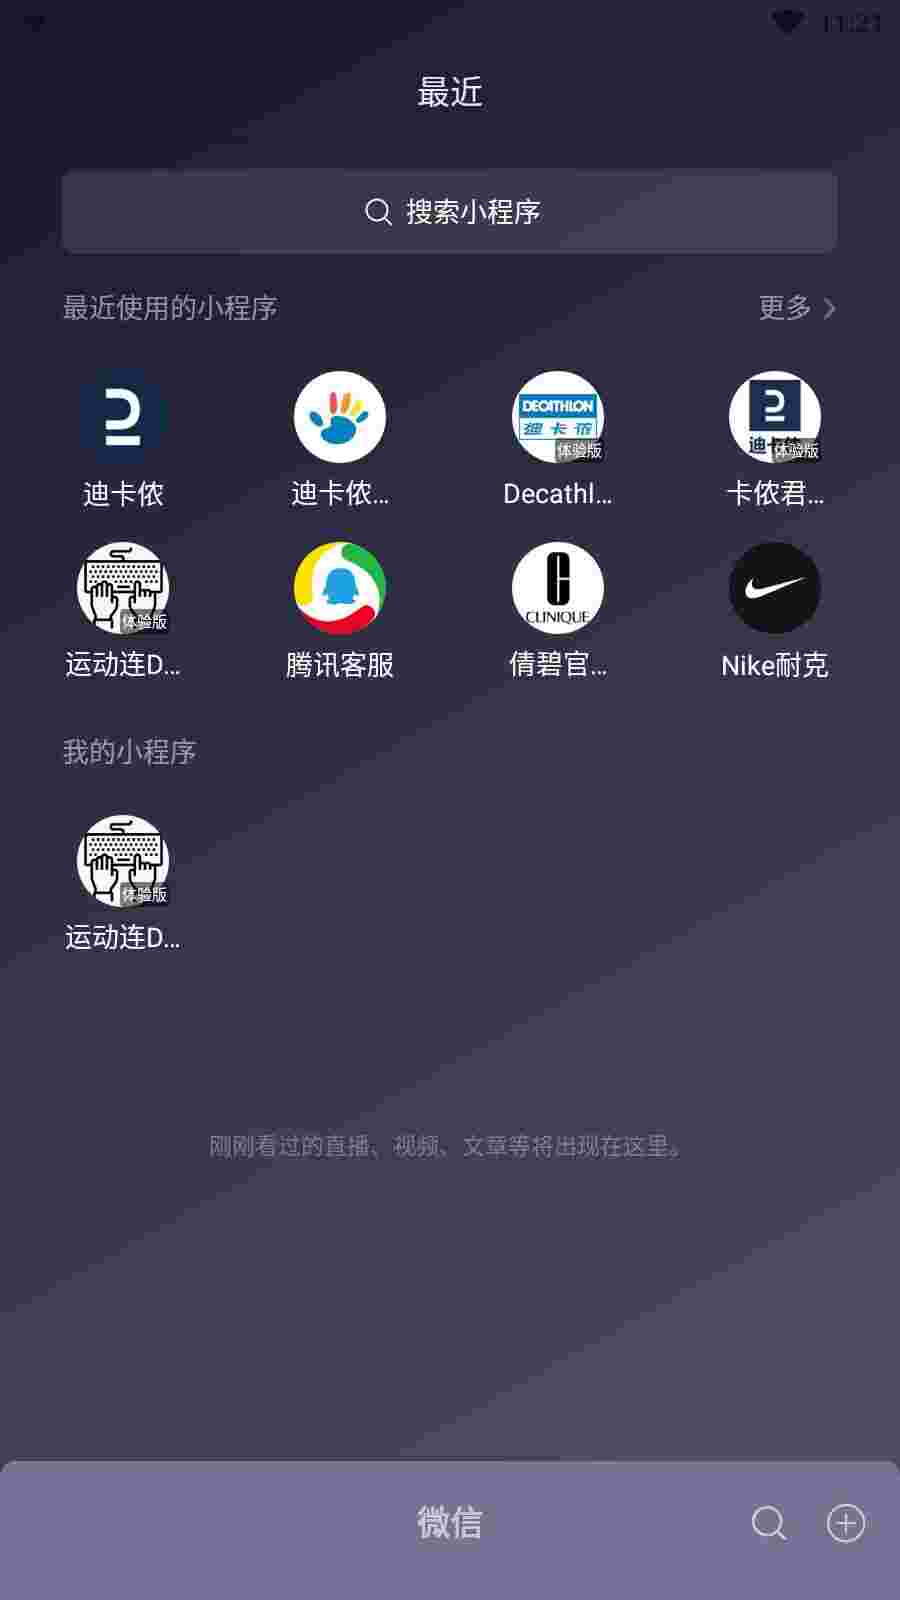 最近
搜索小程序
最近使用的小程序
更多
DECATHLON
迪卡侬
体验版
迪卡侬
体验版
迪卡侬
迪卡侬...
Decathl...
卡侬君...
体验版
CLINIQUE
运动连D...
腾讯客服
倩碧官...
Nike耐克
我的小程序
体验版
运动连D...
刚刚看过的直播、视频、文章等将出现在这里。
微信